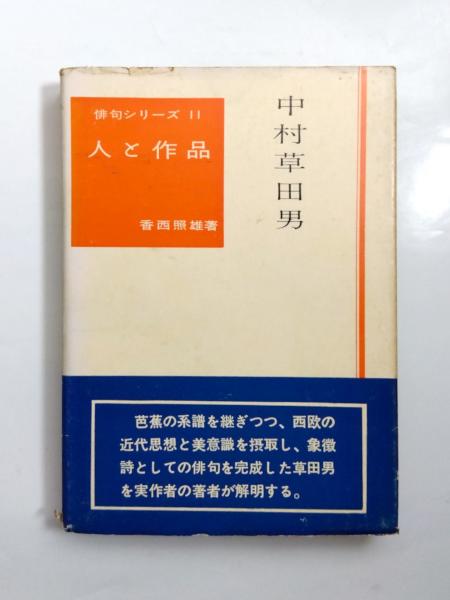 俳句シリーズ 11
人と作品
香西照雄著
中村草田男
芭蕉の系譜を継ぎつつ、西欧の
近代思想と美意識を摂取し、象徴
詩としての俳句を完成した草田男
を実作者の著者が解明する。